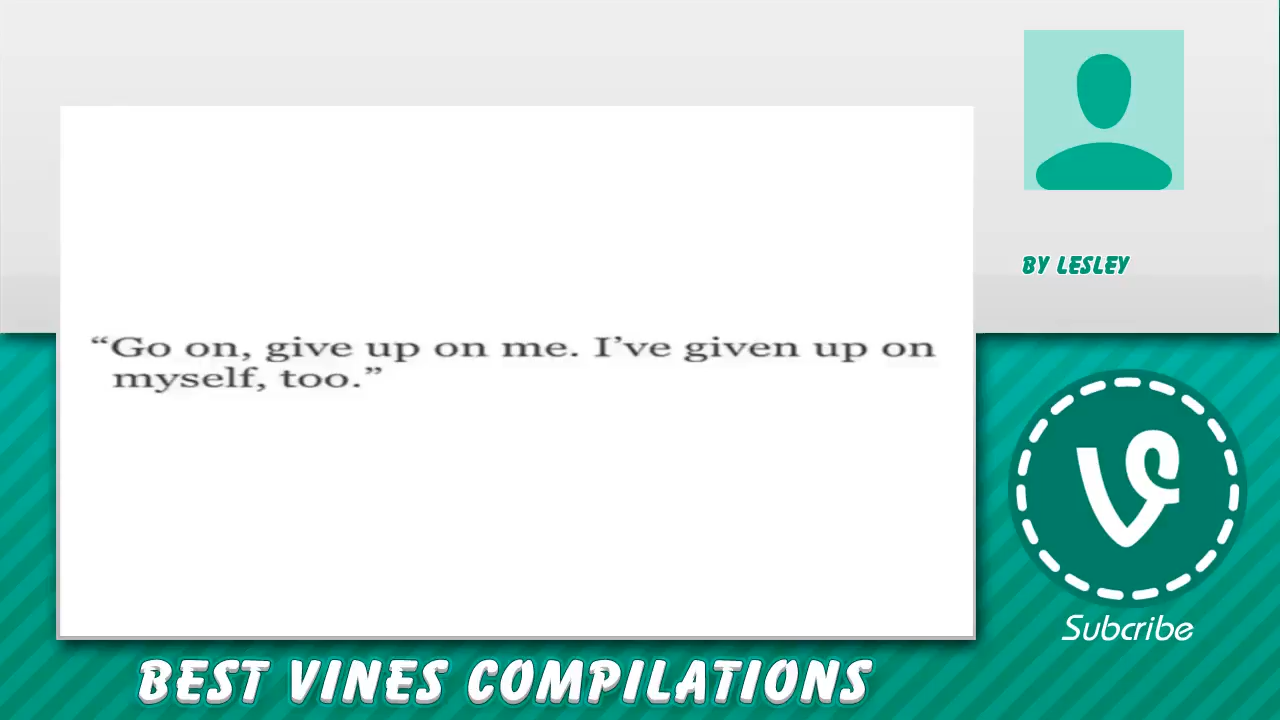 BY LESLEY
“Go on, give up on me. I’ve given up on
myself, too.”
Subcribe
BEST VINES COMPILATIONS